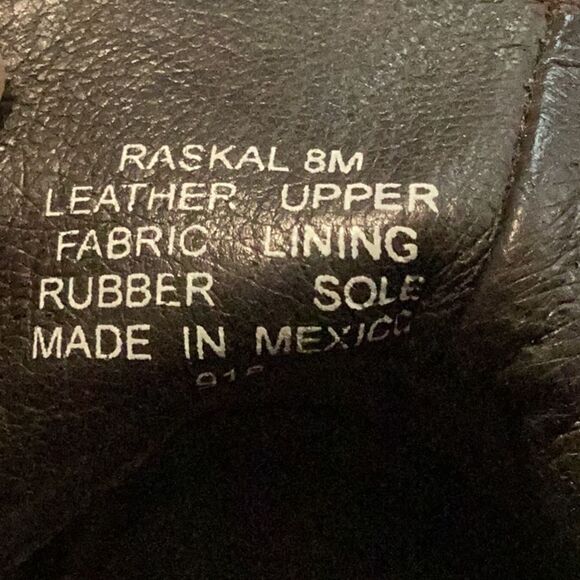 RASKAL 8M
LEATHER UPPER
FABRIC LINING
RUBBER SOLE
MADE IN MEXICO